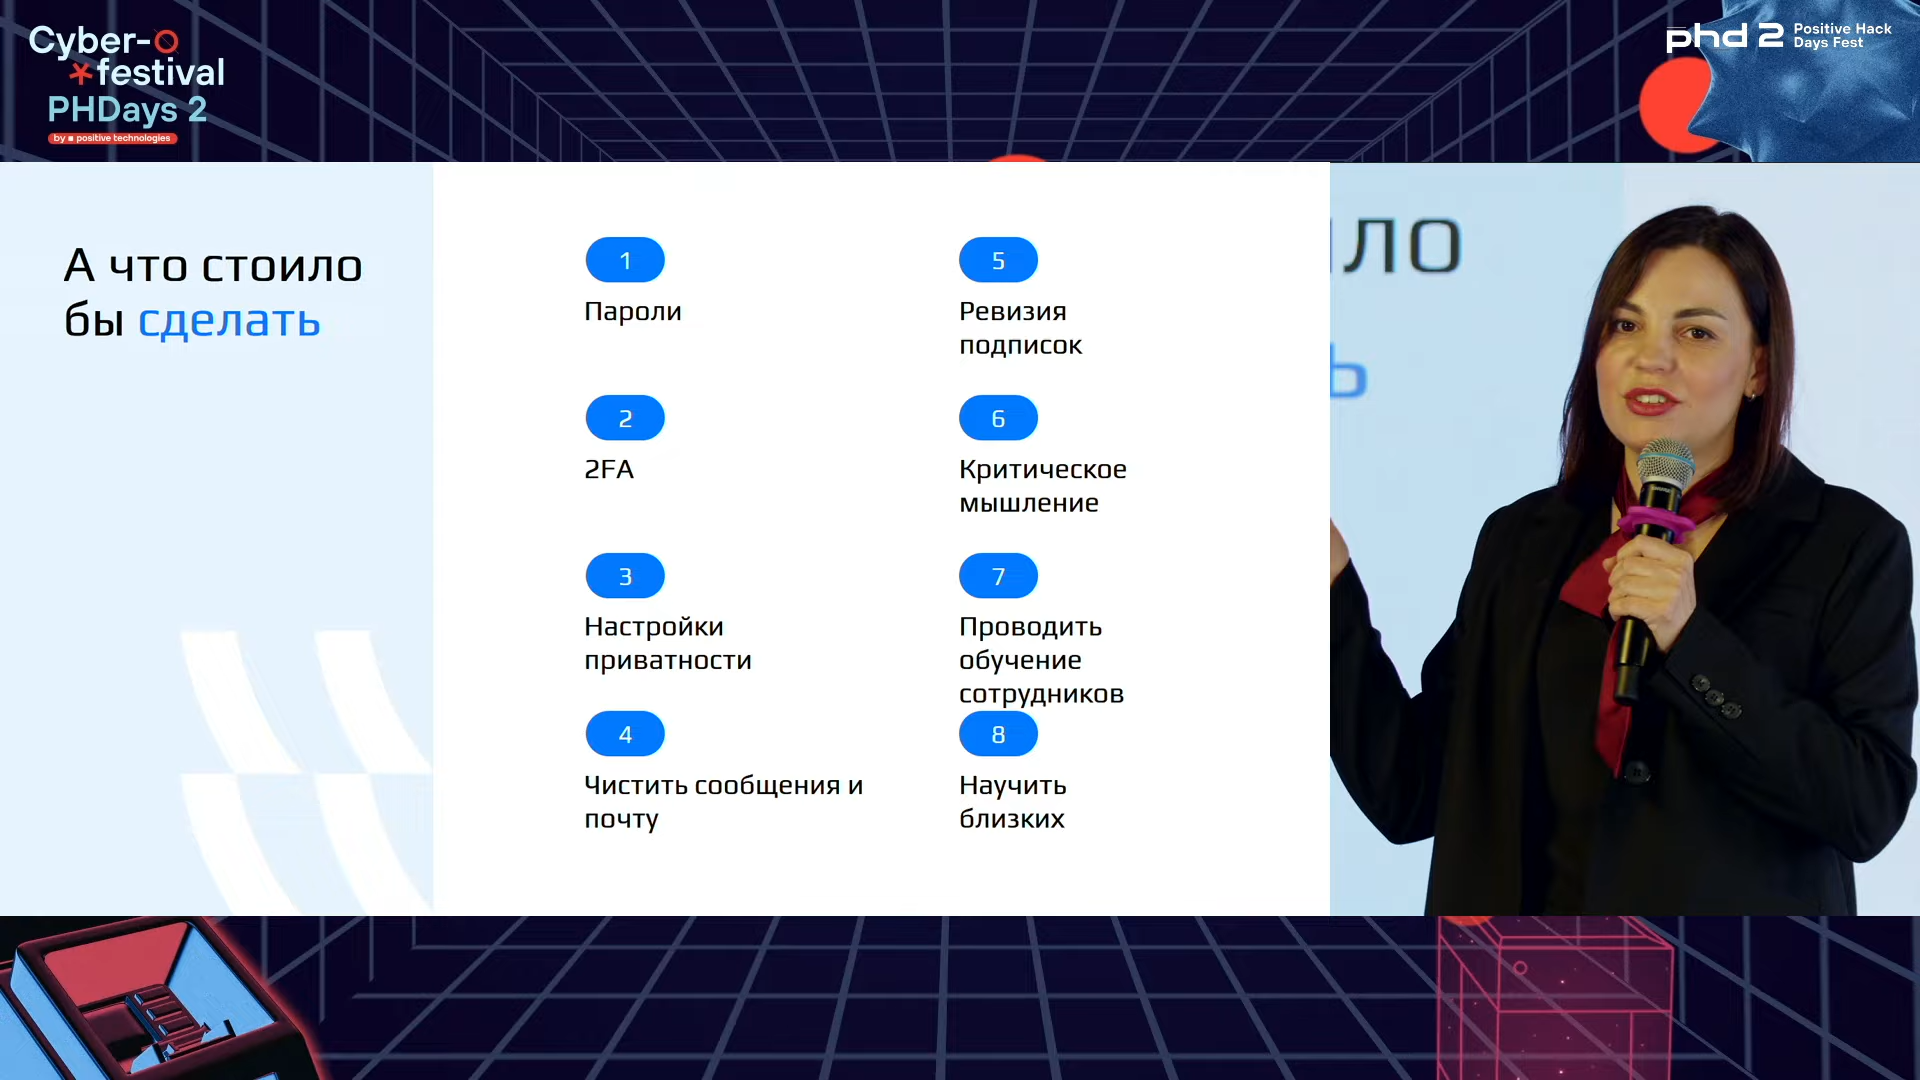 Cyber-
festival
PHDays 2
by positive technologies
phd 2
Positive Hack
Days Fest
А что стоило
бы сделать
1
Пароли
2
2FA
3
Настройки
приватности
4
Чистить сообщения и
почту
5
Ревизия
подписок
6
Критическое
мышление
7
Проводить
обучение
сотрудников
8
Научить
близких
ло
ь